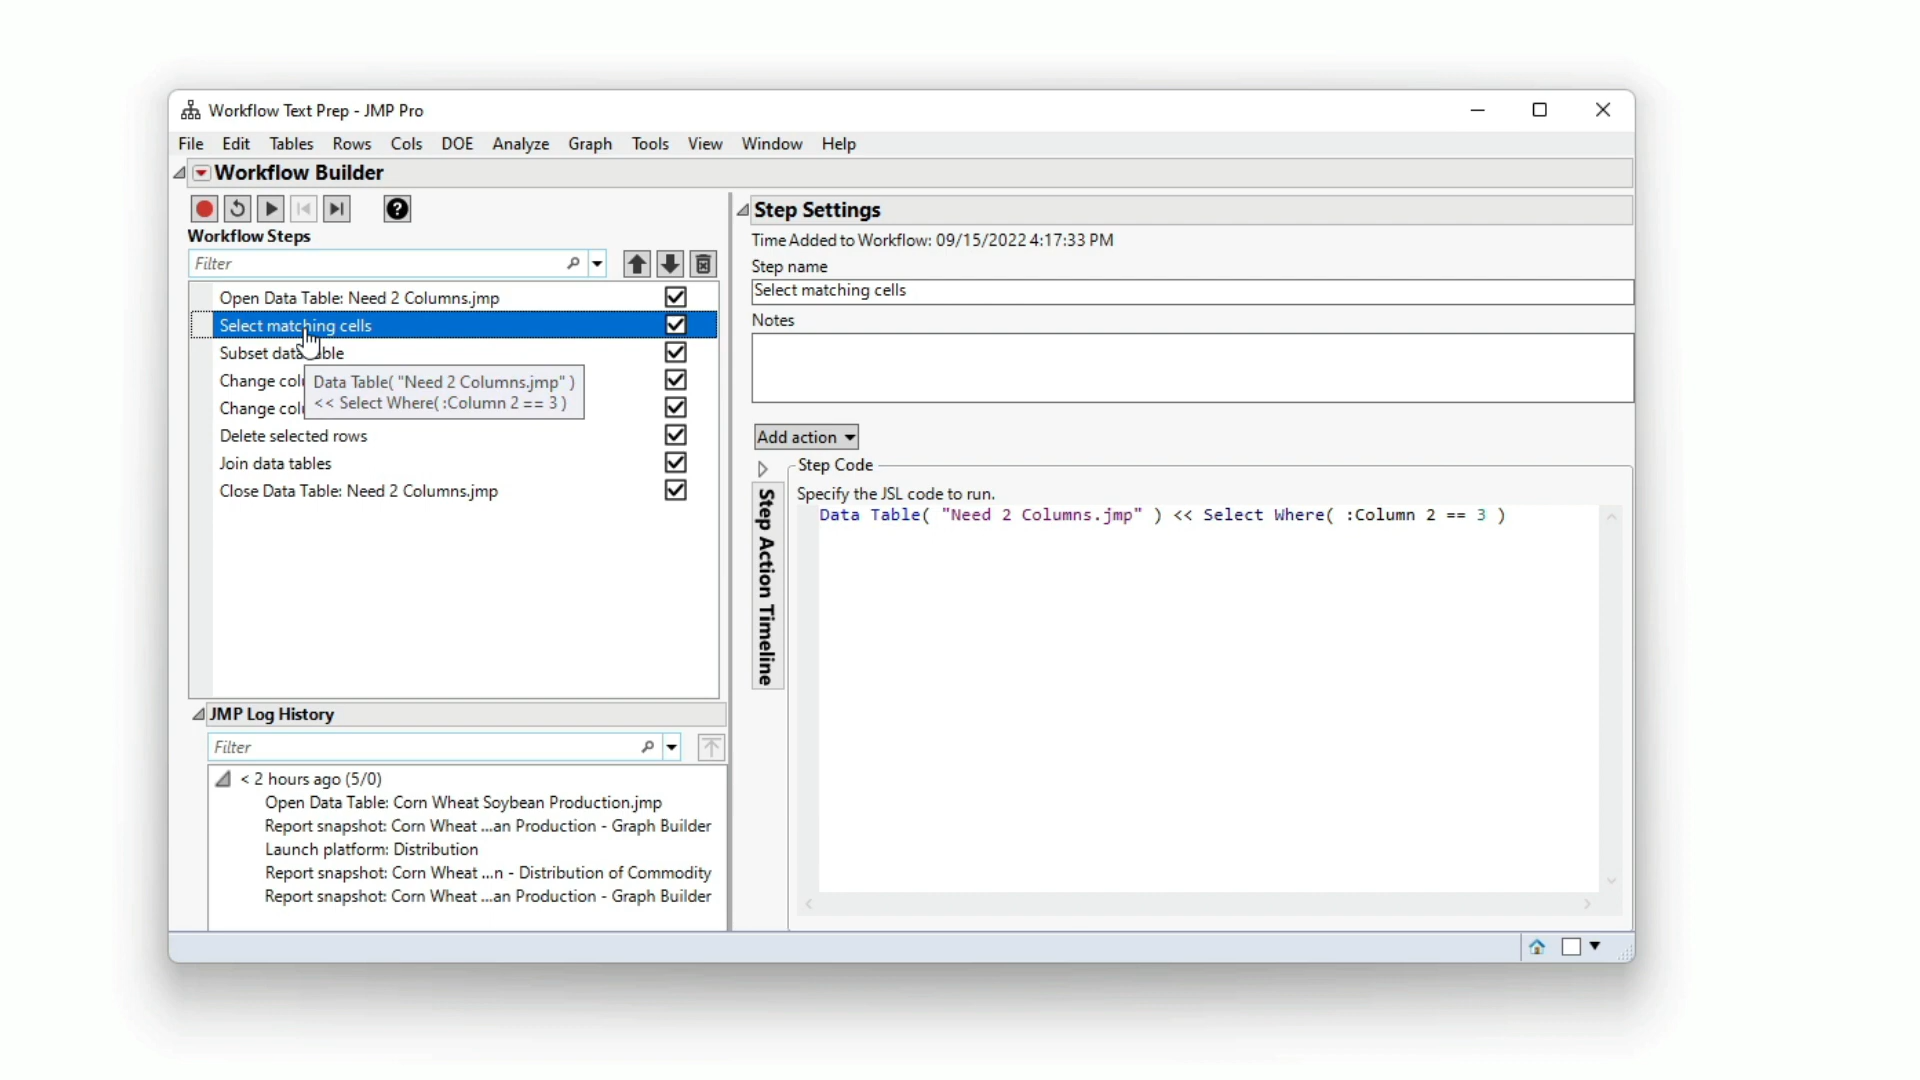 Workflow Text Prep - JMP Pro
File Edit Tables Rows Cols DOE Analyze Graph Tools View Window Help
Workflow Builder
Workflow Steps
Filter
Open Data Table: Need 2 Columns.jmp
Select matching cells
Subset data ble
Change col
Change col
Data Table( "Need 2 Columns.jmp" )
<< Select Where( :Column 2 == 3 )
Delete selected rows
Join data tables
Close Data Table: Need 2 Columns.jmp
JMP Log History
Filter
< 2 hours ago (5/0)
Open Data Table: Corn Wheat Soybean Production.jmp
Report snapshot: Corn Wheat ...an Production - Graph Builder
Launch platform: Distribution
Report snapshot: Corn Wheat ...n - Distribution of Commodity
Report snapshot: Corn Wheat ...an Production - Graph Builder
Step Settings
Time Added to Workflow: 09/15/2022 4:17:33 PM
Step name
Select matching cells
Notes
Add action
Step Action Timeline
Step Code
Specify the JSL code to run.
Data Table( "Need 2 Columns.jmp" ) << Select Where( :Column 2 == 3 )